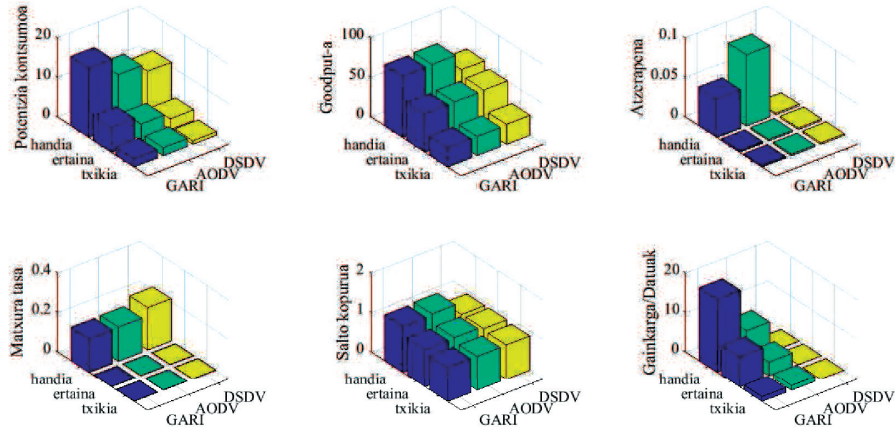 Potentzia kontsumoa
20
10
0
handia
ertaina
txikia
GARI
AODV
DSDV
Goodput-a
100
50
0
handia
ertaina
txikia
GARI
AODV
DSDV
Atzerapena
0.1
0.05
0
handia
ertaina
txikia
GARI
AODV
DSDV
Matxura tasa
0.4
0.2
0
handia
ertaina
txikia
GARI
AODV
DSDV
Salto kopurua
2
1
0
handia
ertaina
txikia
GARI
AODV
DSDV
Gainkarga/Datuak
20
10
0
handia
ertaina
txikia
GARI
AODV
DSDV